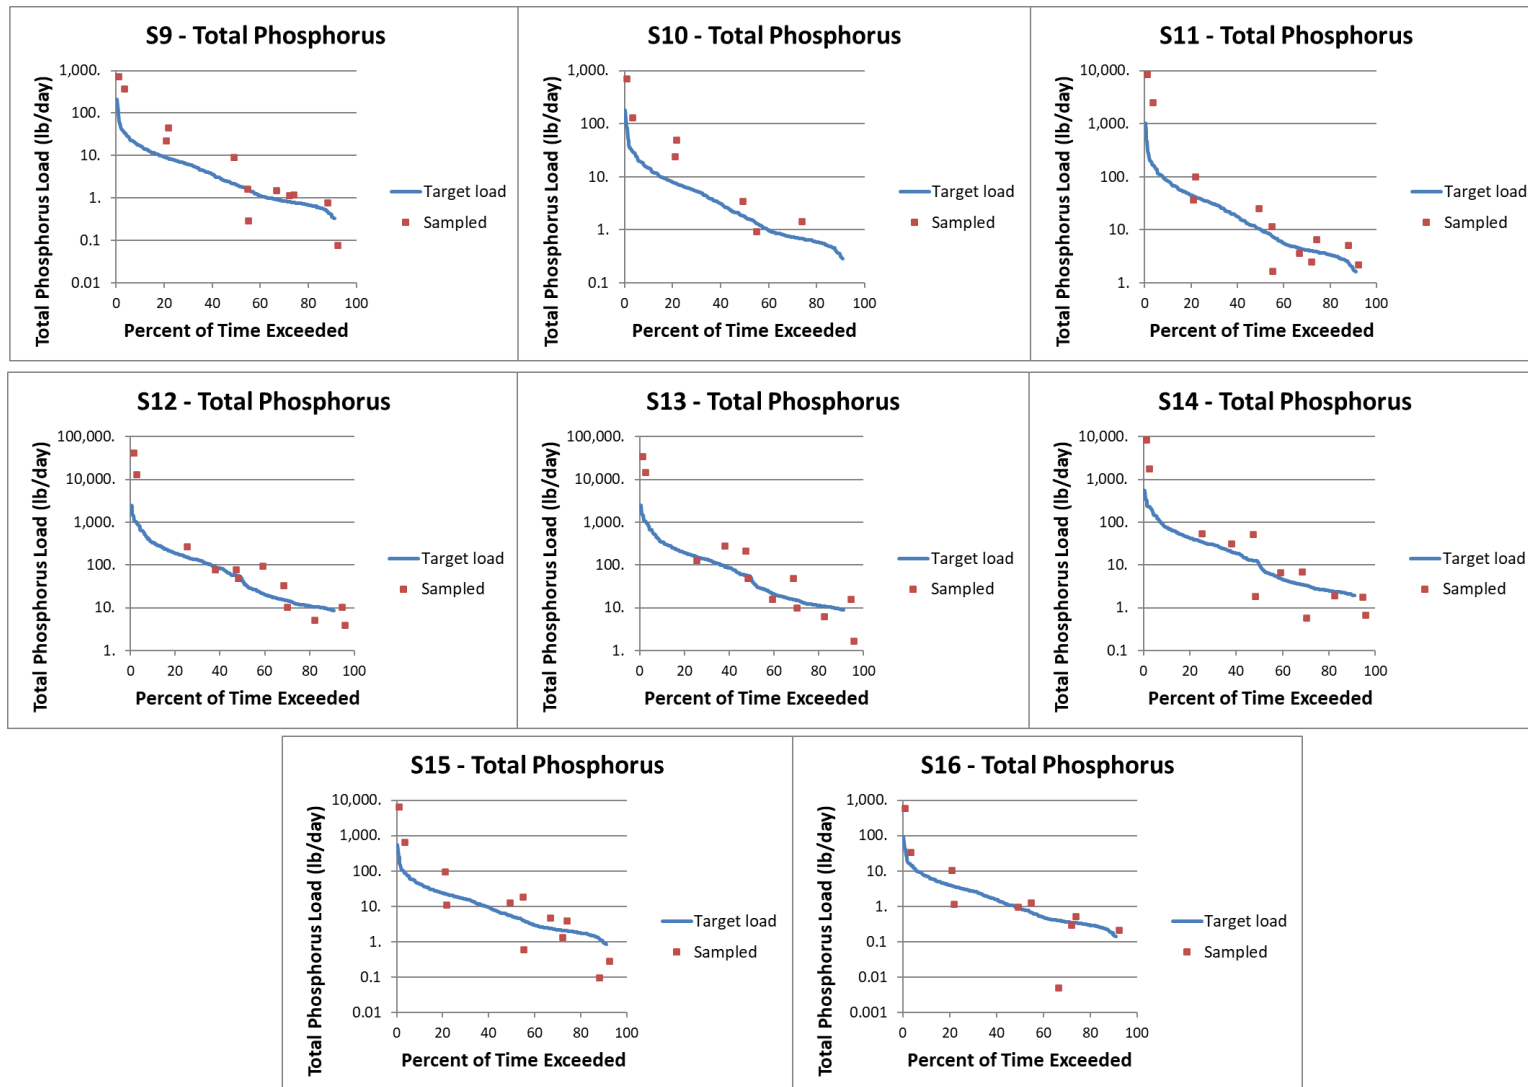 S9 - Total Phosphorus
Total Phosphorus Load (lb/day)
1,000.
100.
10.
1.
0.1
0.01
0 20 40 60 80 100
Percent of Time Exceeded
Target load
Sampled
S10 - Total Phosphorus
Total Phosphorus Load (lb/day)
1,000.
100.
10.
1.
0.1
0 20 40 60 80 100
Percent of Time Exceeded
Target load
Sampled
S11 - Total Phosphorus
Total Phosphorus Load (lb/day)
10,000.
1,000.
100.
10.
1.
0 20 40 60 80 100
Percent of Time Exceeded
Target load
Sampled
S12 - Total Phosphorus
Total Phosphorus Load (lb/day)
100,000.
10,000.
1,000.
100.
10.
1.
0 20 40 60 80 100
Percent of Time Exceeded
Target load
Sampled
S13 - Total Phosphorus
Total Phosphorus Load (lb/day)
100,000.
10,000.
1,000.
100.
10.
1.
0 20 40 60 80 100
Percent of Time Exceeded
Target load
Sampled
S14 - Total Phosphorus
Total Phosphorus Load (lb/day)
10,000.
1,000.
100.
10.
1.
0.1
0 20 40 60 80 100
Percent of Time Exceeded
Target load
Sampled
S15 - Total Phosphorus
Total Phosphorus Load (lb/day)
10,000.
1,000.
100.
10.
1.
0.1
0.01
0 20 40 60 80 100
Percent of Time Exceeded
Target load
Sampled
S16 - Total Phosphorus
Total Phosphorus Load (lb/day)
1,000.
100.
10.
1.
0.1
0.01
0.001
0 20 40 60 80 100
Percent of Time Exceeded
Target load
Sampled